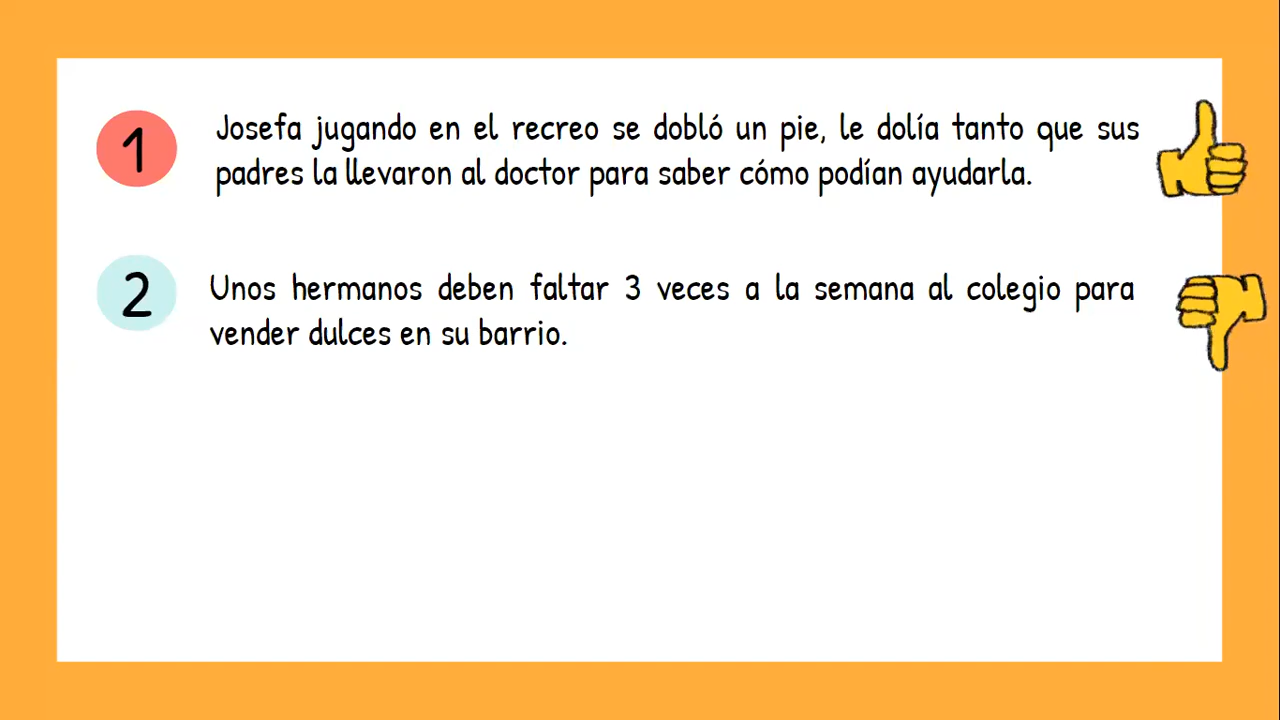 1
Josefa jugando en el recreo se dobló un pie, le dolía tanto que sus
padres la llevaron al doctor para saber cómo podían ayudarla.
2
Unos hermanos deben faltar 3 veces a la semana al colegio para
vender dulces en su barrio.